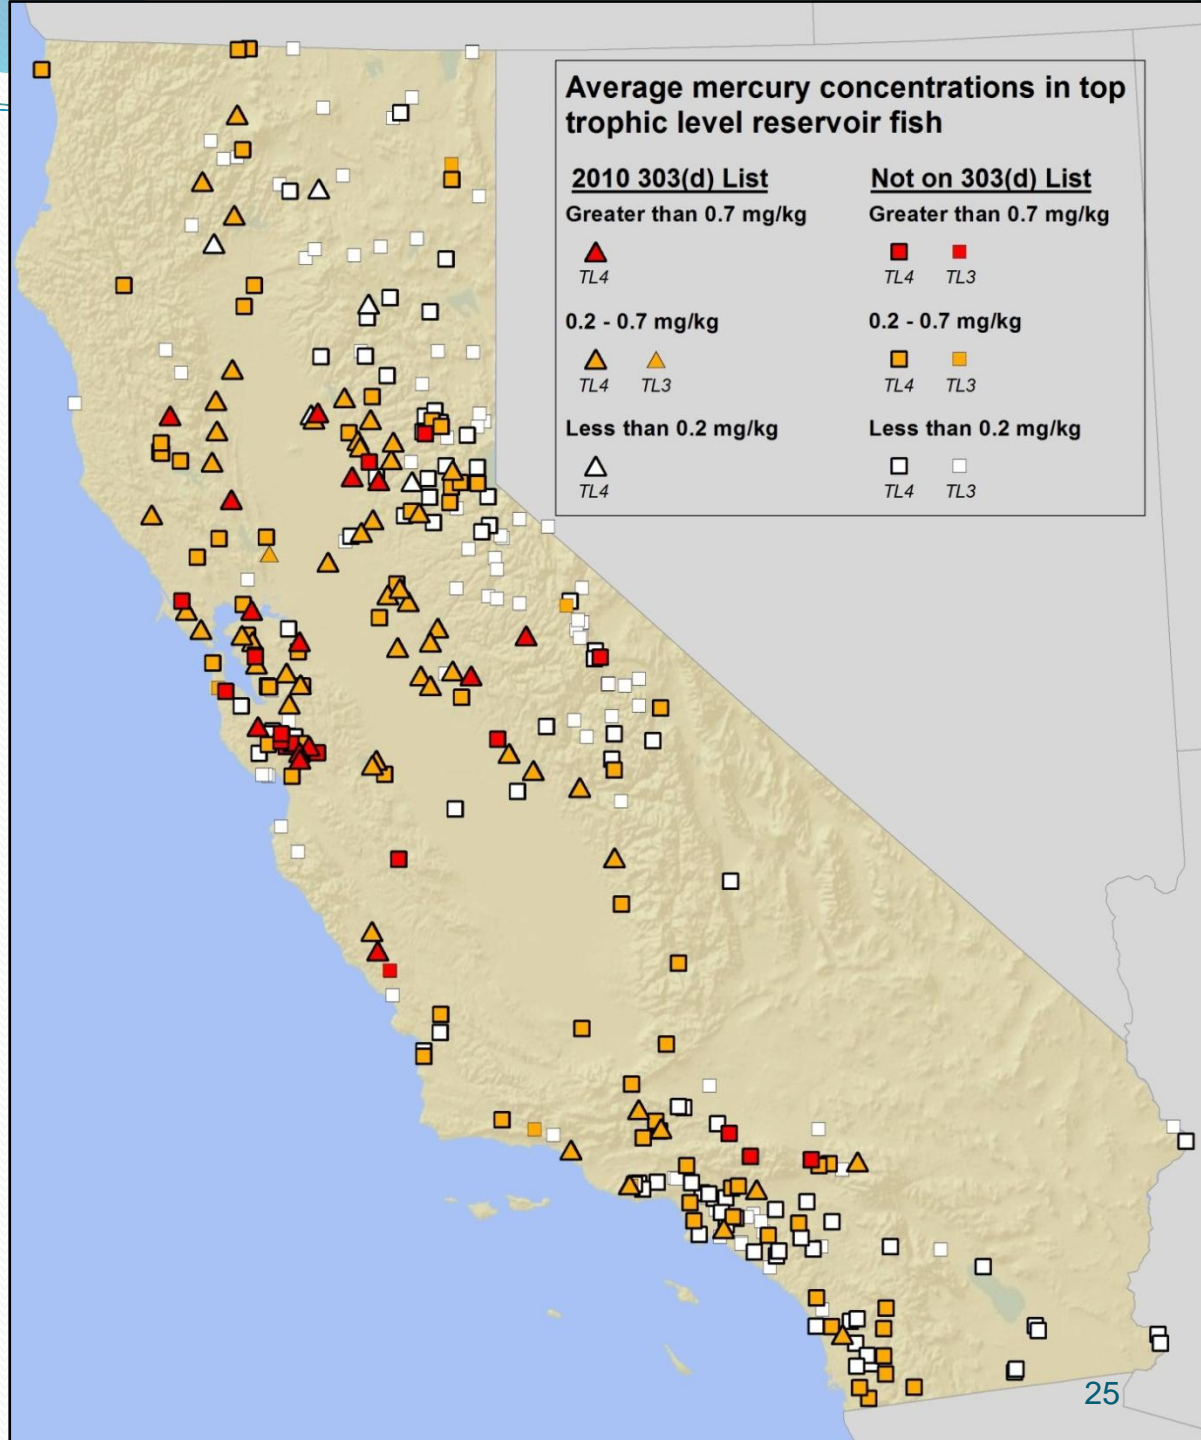 Average mercury concentrations in top
trophic level reservoir fish
2010 303(d) List
Not on 303(d) List
Greater than 0.7 mg/kg
Greater than 0.7 mg/kg
TL4
TL4 TL3
0.2 - 0.7 mg/kg
0.2 - 0.7 mg/kg
TL4 TL3
TL4 TL3
Less than 0.2 mg/kg
Less than 0.2 mg/kg
TL4
TL4 TL3
25